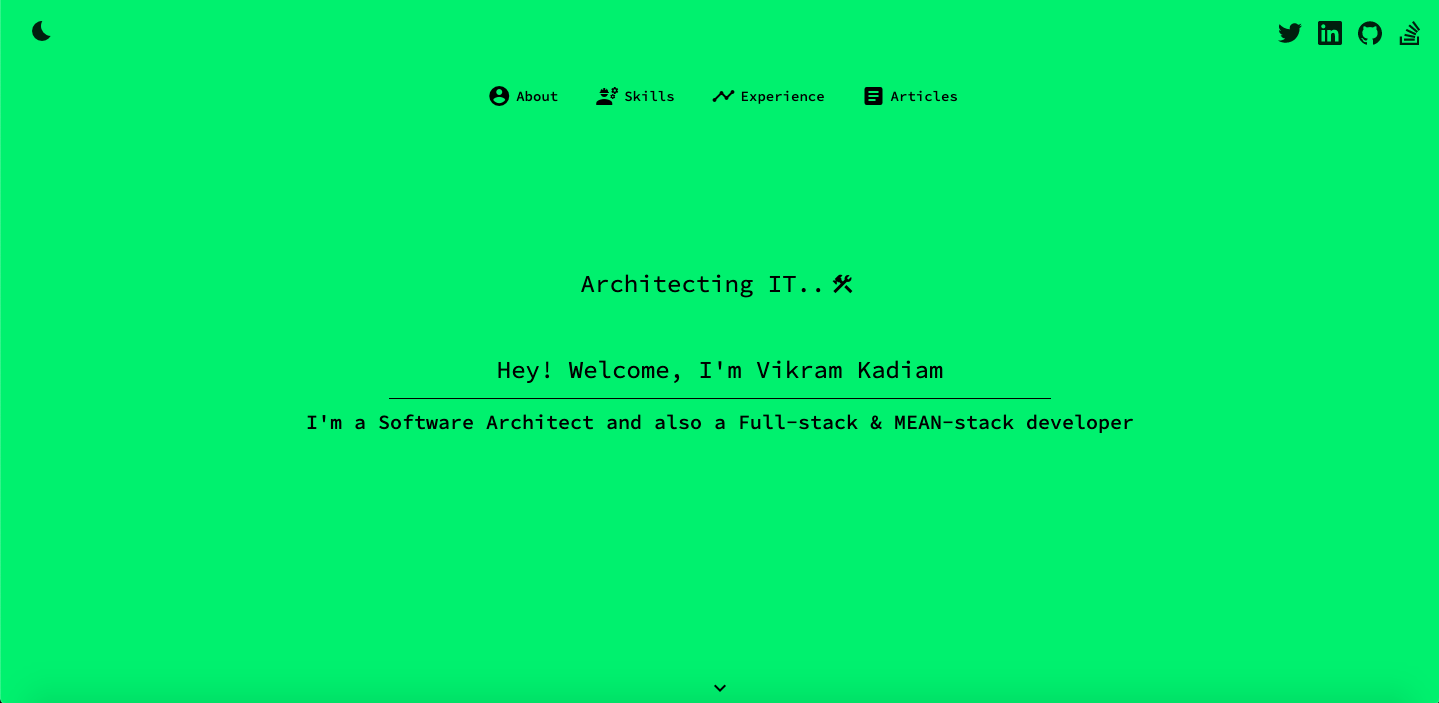 About Skills Experience Articles
Architecting IT..
Hey! Welcome, I'm Vikram Kadiam
I'm a Software Architect and also a Full-stack & MEAN-stack developer